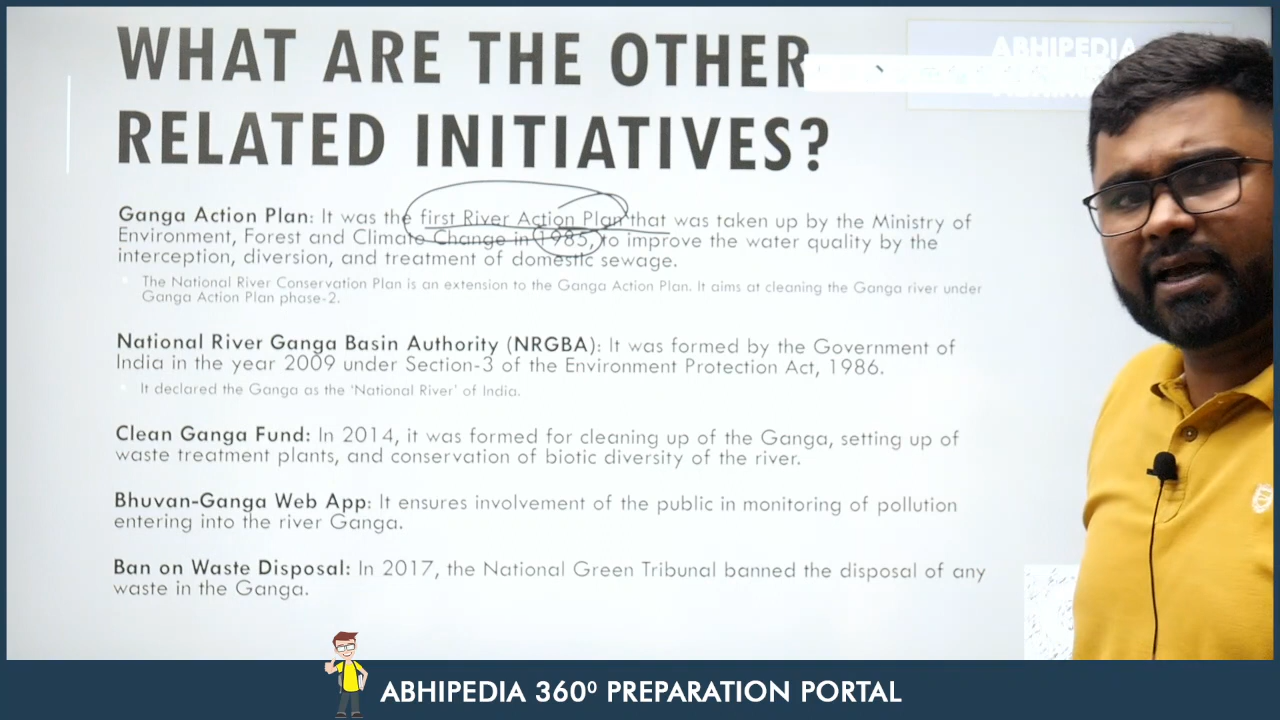 WHAT ARE THE OTHER
RELATED INITIATIVES?
ABHIPEDIA
Ganga Action Plan: It was the first River Action Plan that was taken up by the Ministry of
Environment, Forest and Climate Change in 1985, to improve the water quality by the
interception, diversion, and treatment of domestic sewage.
The National River Conservation Plan is an extension to the Ganga Action Plan. It aims at cleaning the Ganga river under
Ganga Action Plan phase-2.
National River Ganga Basin Authority (NRGBA): It was formed by the Government of
India in the year 2009 under Section-3 of the Environment Protection Act, 1986.
It declared the Ganga as the 'National River' of India.
Clean Ganga Fund: In 2014, it was formed for cleaning up of the Ganga, setting up of
waste treatment plants, and conservation of biotic diversity of the river.
Bhuvan-Ganga Web App: It ensures involvement of the public in monitoring of pollution
entering into the river Ganga.
Ban on Waste Disposal: In 2017, the National Green Tribunal banned the disposal of any
waste in the Ganga.
ABHIPEDIA 360⁰ PREPARATION PORTAL